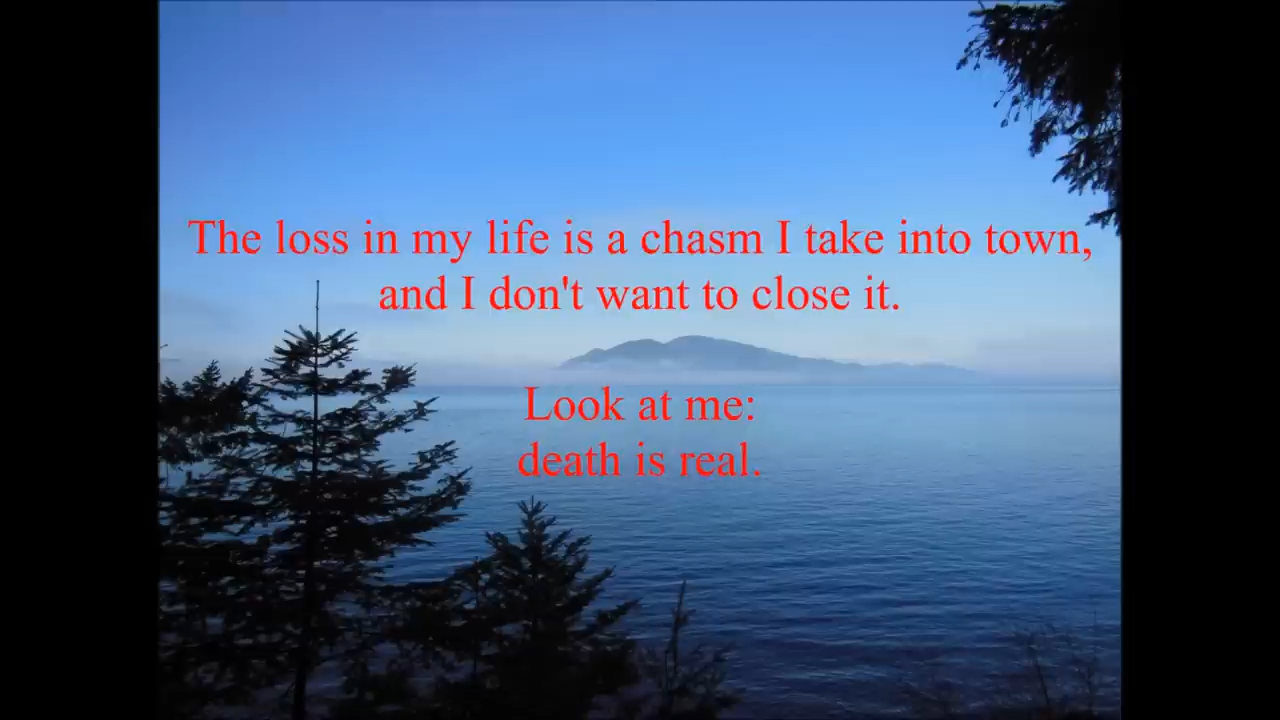 The loss in my life is a chasm I take into town,
and I don't want to close it.
Look at me:
death is real.